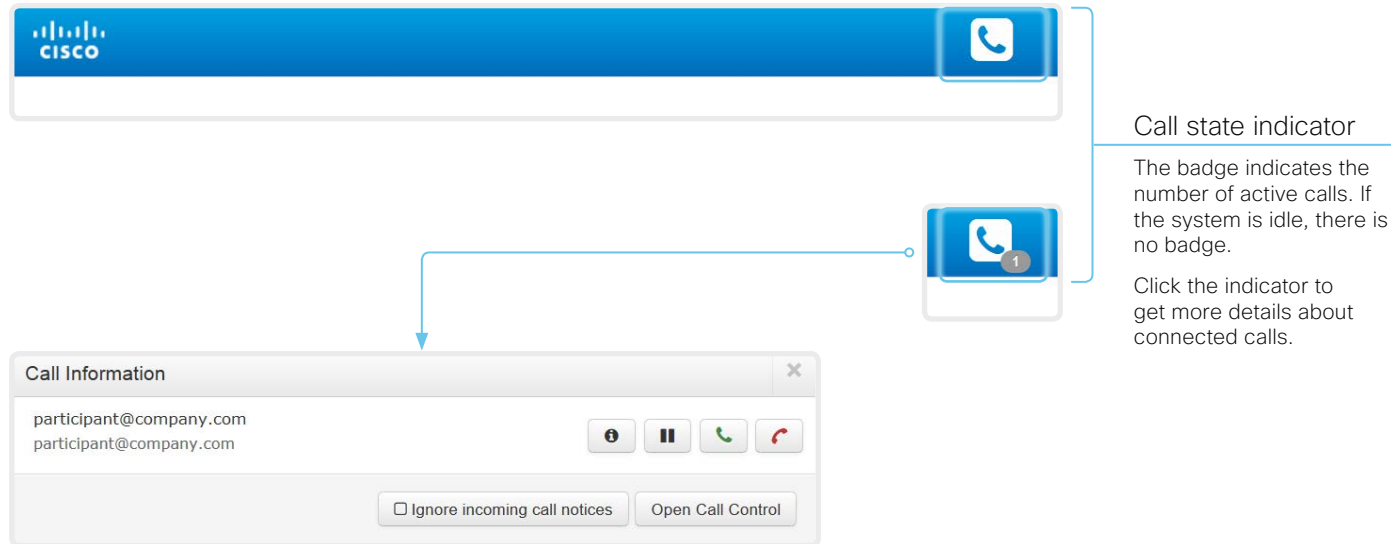 CISCO
Call state indicator
The badge indicates the
number of active calls. If
the system is idle, there is
no badge.
Click the indicator to
get more details about
connected calls.
1
Call Information
participant@company.com
participant@company.com
Ignore incoming call notices
Open Call Control